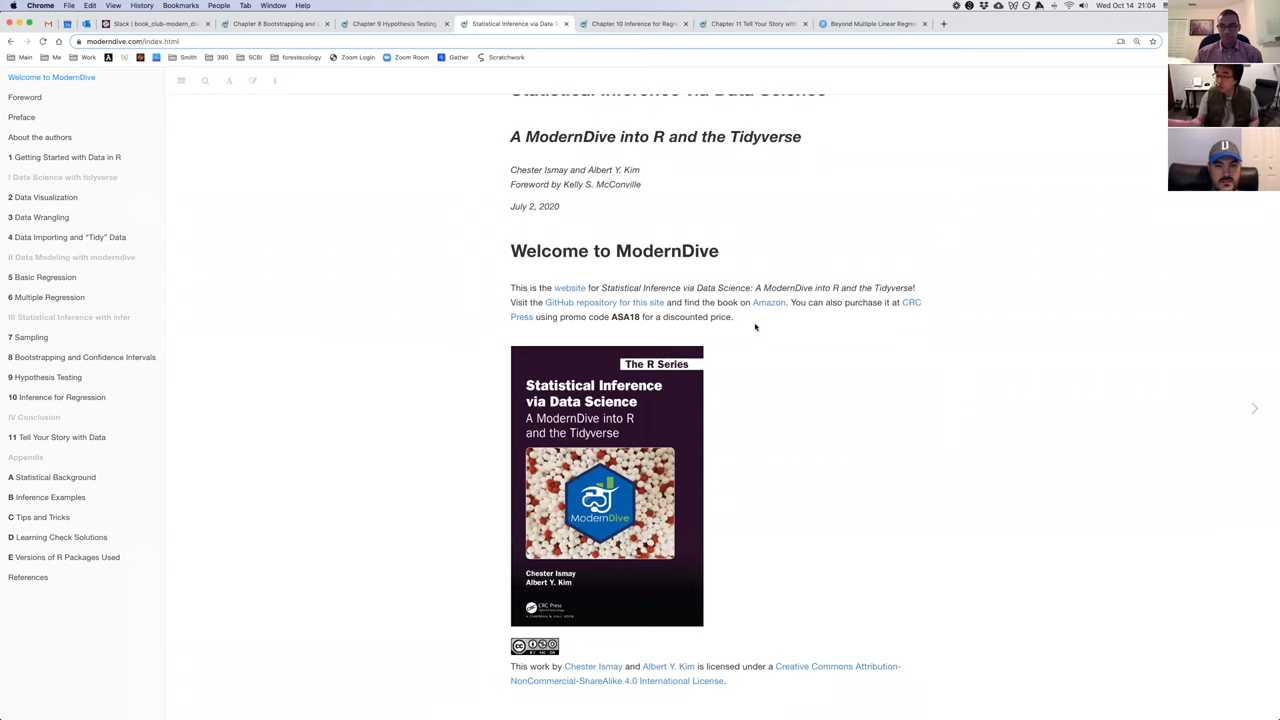 Chrome File Edit View History Bookmarks People Tab Window Help
Wed Oct 14 21:04
Slack | book_club-modern_div
Chapter 8 Bootstrapping and
Chapter 9 Hypothesis Testing
Statistical Inference via Data S
Chapter 10 Inference for Regre
Chapter 11 Tell Your Story with
Beyond Multiple Linear Regre
moderndive.com/index.html
Main Me Work Smith 390 SCBI forestecology Zoom Login Zoom Room Gather Scratchwork
Welcome to ModernDive
Foreword
Preface
About the authors
1 Getting Started with Data in R
I Data Science with tidyverse
2 Data Visualization
3 Data Wrangling
4 Data Importing and “Tidy” Data
II Data Modeling with moderndive
5 Basic Regression
6 Multiple Regression
III Statistical Inference with infer
7 Sampling
8 Bootstrapping and Confidence Intervals
9 Hypothesis Testing
10 Inference for Regression
IV Conclusion
11 Tell Your Story with Data
Appendix
A Statistical Background
B Inference Examples
C Tips and Tricks
D Learning Check Solutions
E Versions of R Packages Used
References
Statistical Inference via Data Science
A ModernDive into R and the Tidyverse
Chester Ismay and Albert Y. Kim
Foreword by Kelly S. McConville
July 2, 2020
Welcome to ModernDive
This is the website for Statistical Inference via Data Science: A ModernDive into R and the Tidyverse!
Visit the GitHub repository for this site and find the book on Amazon. You can also purchase it at CRC
Press using promo code ASA18 for a discounted price.
The R Series
Statistical Inference
via Data Science
A ModernDive into R
and the Tidyverse
ModernDive
Chester Ismay
Albert Y. Kim
CRC Press
This work by Chester Ismay and Albert Y. Kim is licensed under a Creative Commons Attribution-
NonCommercial-ShareAlike 4.0 International License.